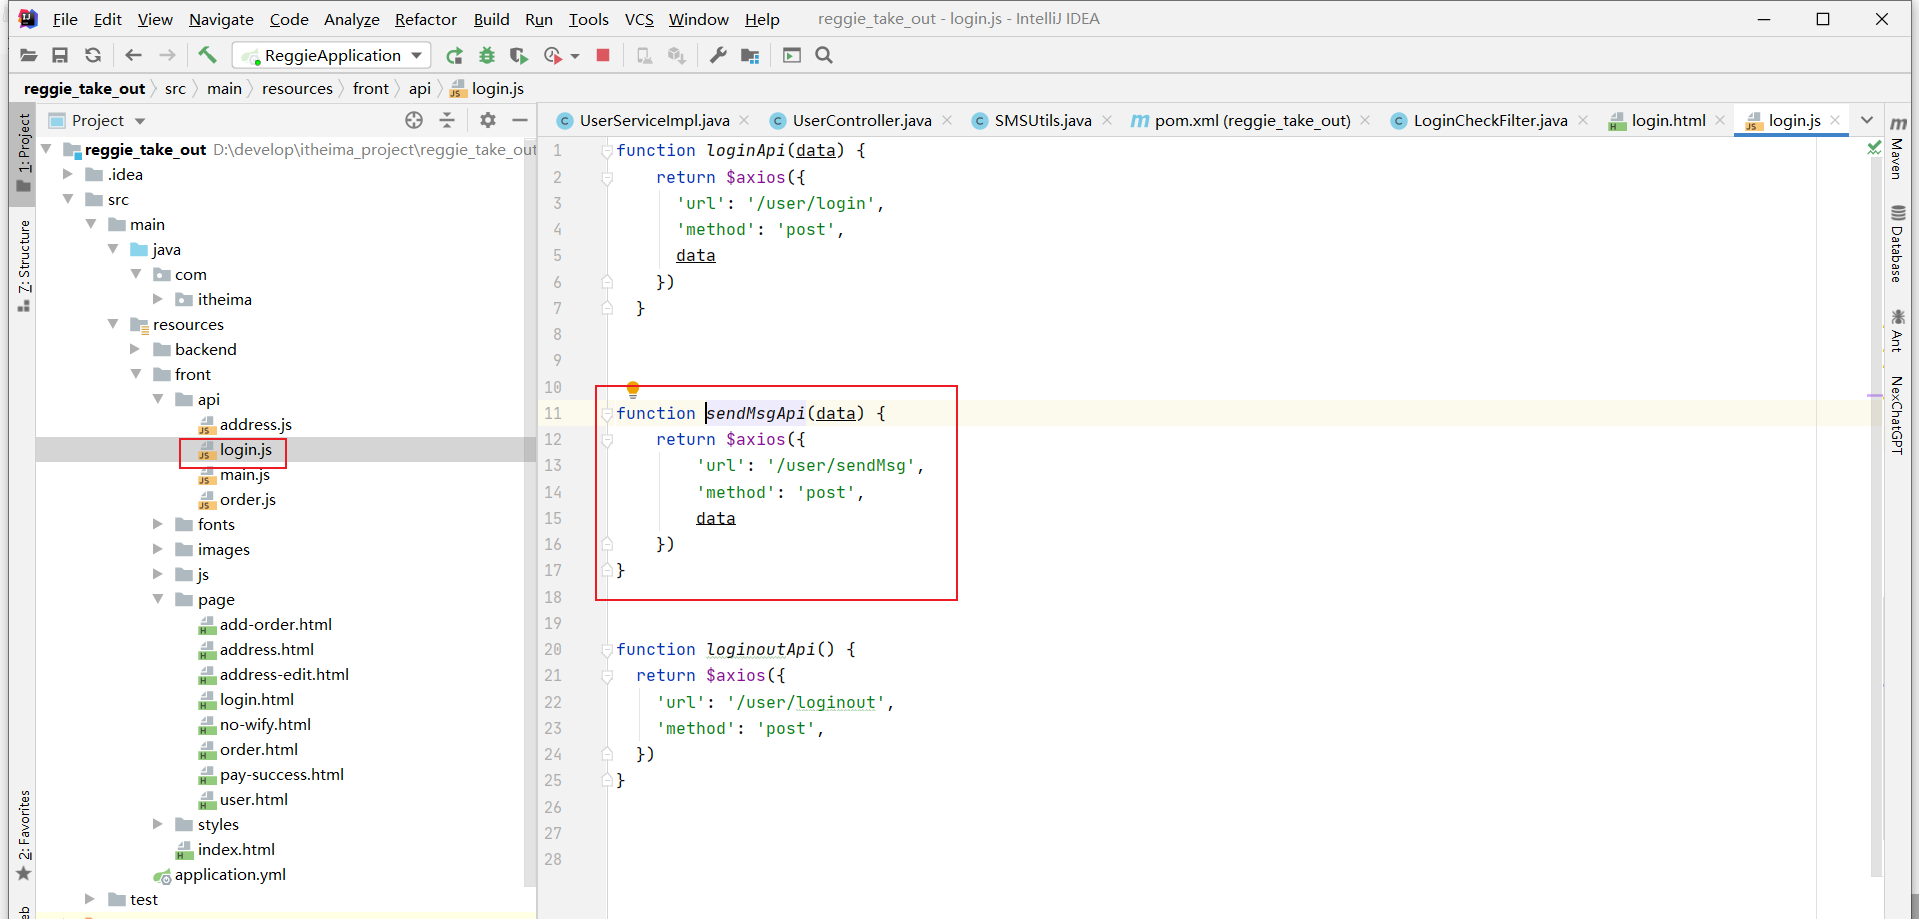 File Edit View Navigate Code Analyze Refactor Build Run Tools VCS Window Help reggie_take_out - login.js - IntelliJ IDEA
ReggieApplication
reggie_take_out src main resources front api login.js
Project
UserServiceImpl.java UserController.java SMSUtils.java pom.xml (reggie_take_out) LoginCheckFilter.java login.html login.js
1: Project
7: Structure
2: Favorites
reggie_take_out D:\develop\itheima_project\reggie_take_out
.idea
src
main
java
com
itheima
resources
backend
front
api
address.js
login.js
main.js
order.js
fonts
images
js
page
add-order.html
address.html
address-edit.html
login.html
no-wify.html
order.html
pay-success.html
user.html
styles
index.html
application.yml
test
1 function loginApi(data) {
2 return $axios({
3 'url': '/user/login',
4 'method': 'post',
5 data
6 })
7 }
8
9
10
11 function sendMsgApi(data) {
12 return $axios({
13 'url': '/user/sendMsg',
14 'method': 'post',
15 data
16 })
17 }
18
19
20 function loginoutApi() {
21 return $axios({
22 'url': '/user/loginout',
23 'method': 'post',
24 })
25 }
26
27
28
Maven
Database
Ant
NexChatGPT